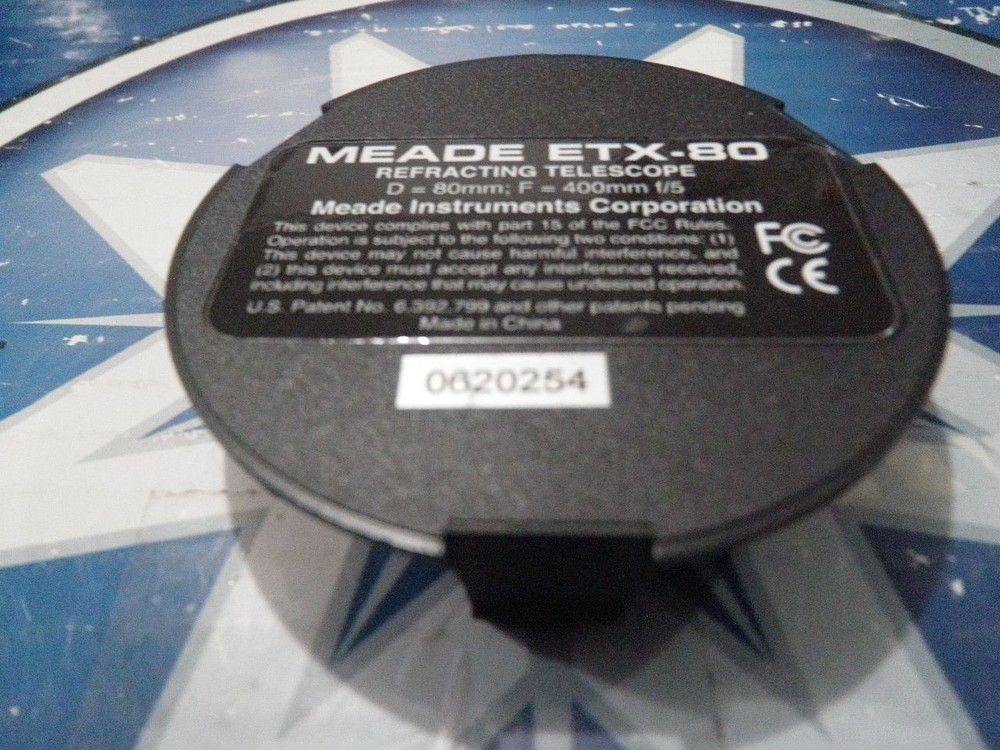 TM
MEADE ETX-80
REFRACTING TELESCOPE
D = 80mm; F = 400mm f/5
Meade Instruments Corporation
This device complies with part 15 of the FCC Rules.
Operation is subject to the following two conditions: (1)
This device may not cause harmful interference, and
(2) this device must accept any interference received,
including interference that may cause undesired operation.
U.S. Patent No. 6,392,799 and other patents pending
Made in China
FC
CE
0620254